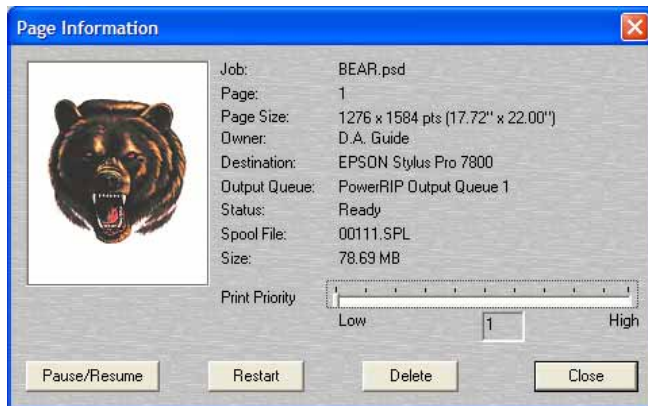 Page Information
Job: BEAR.psd
Page: 1
Page Size: 1276 x 1584 pts (17.72" x 22.00")
Owner: D.A. Guide
Destination: EPSON Stylus Pro 7800
Output Queue: PowerRIP Output Queue 1
Status: Ready
Spool File: 00111.SPL
Size: 78.69 MB
Print Priority
Low 1 High
Pause/Resume Restart Delete Close